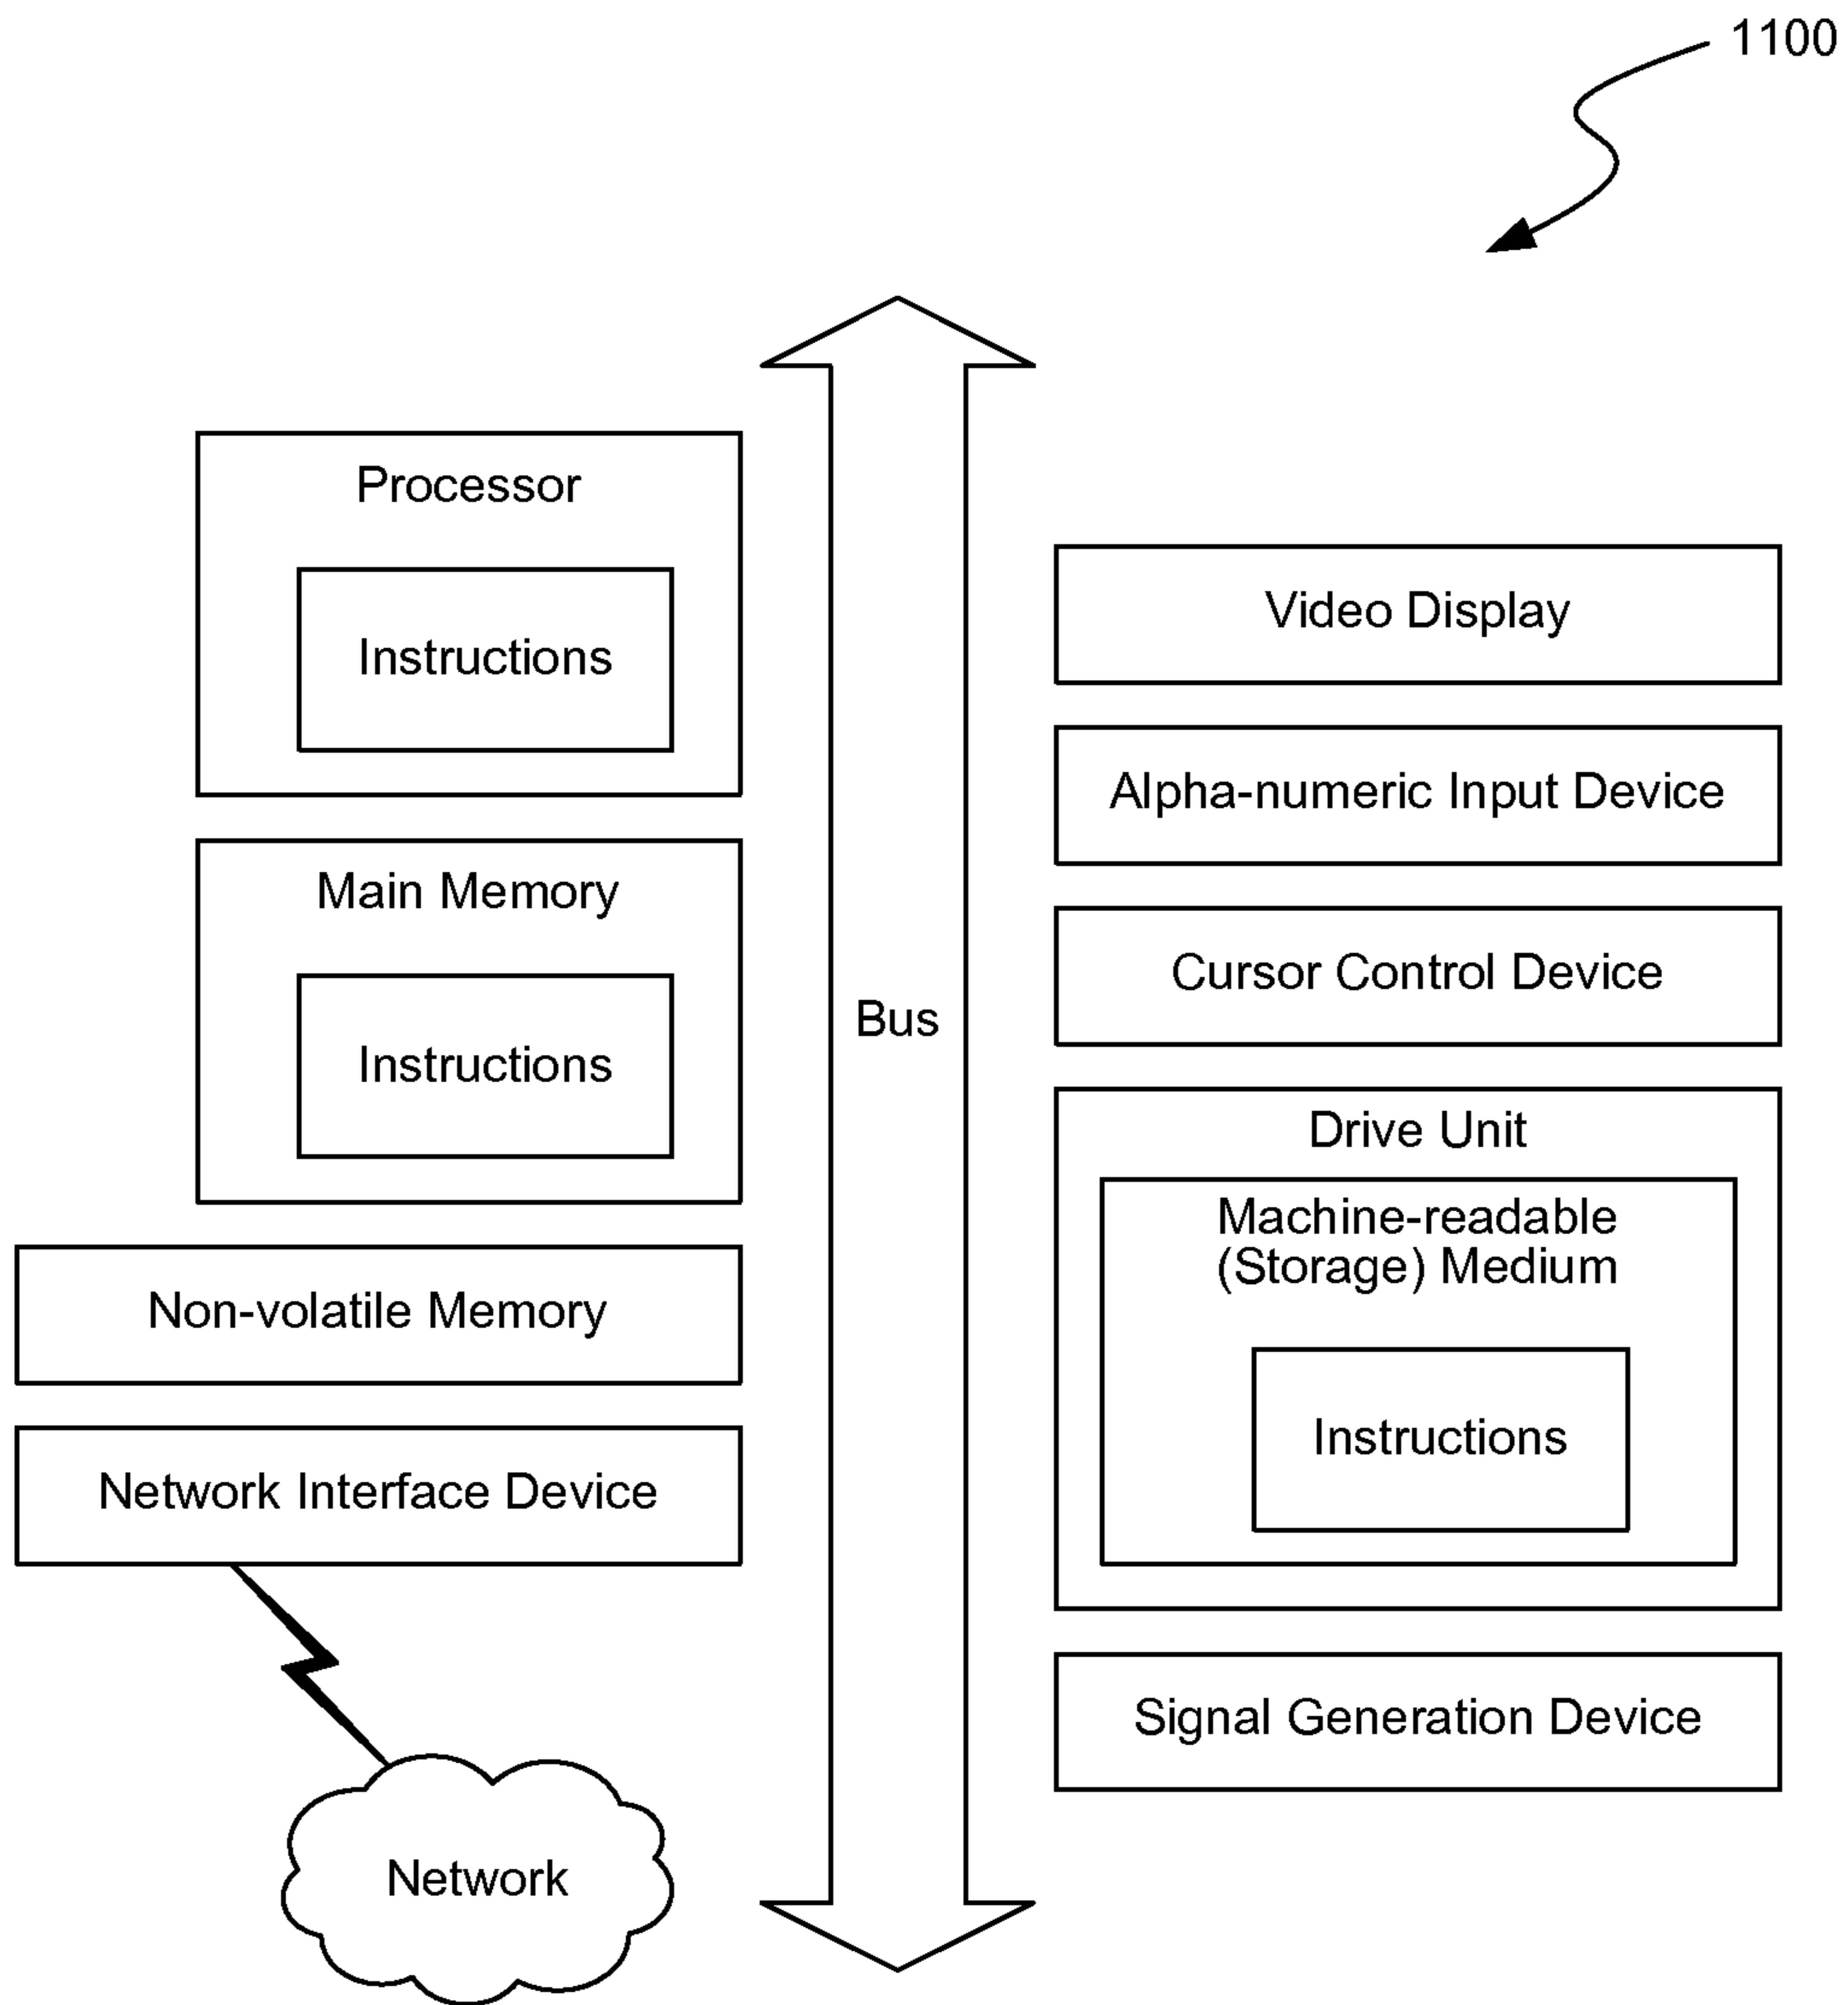 1100
Processor
Instructions
Main Memory
Instructions
Non-volatile Memory
Network Interface Device
Network
Bus
Video Display
Alpha-numeric Input Device
Cursor Control Device
Drive Unit
Machine-readable
(Storage) Medium
Instructions
Signal Generation Device